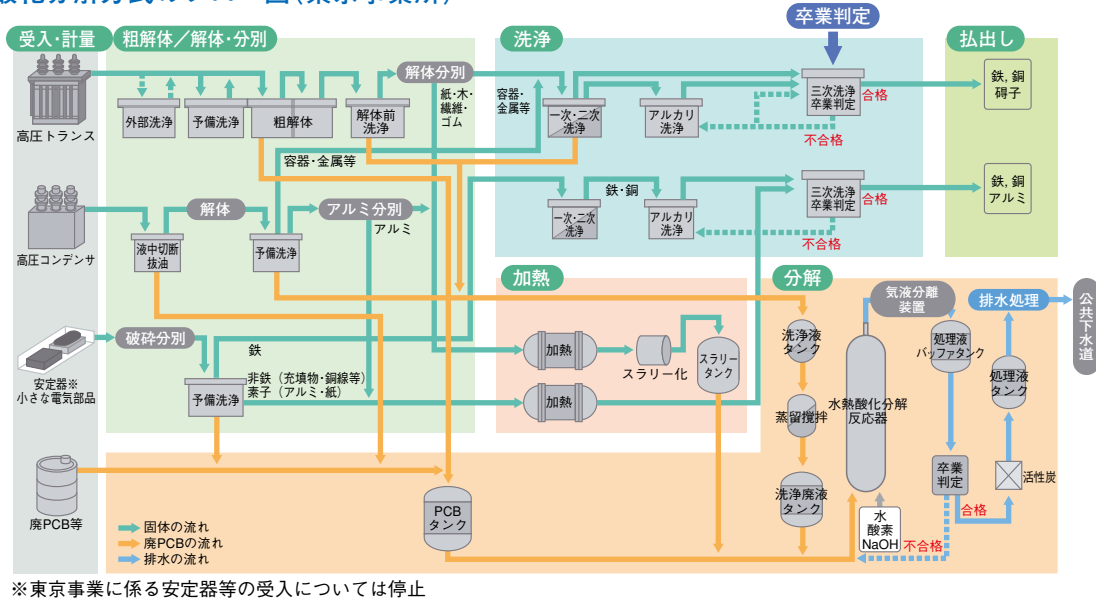 受入・計量
粗解体／解体・分別
洗浄
卒業判定
払出し
高圧トランス
外部洗浄
予備洗浄
粗解体
解体前
洗浄
解体分別
紙・木・
繊維・
ゴム
容器・
金属等
一次・二次
洗浄
アルカリ
洗浄
三次洗浄
卒業判定
合格
不合格
鉄, 銅
碍子
容器・金属等
高圧コンデンサ
液中切断
抜油
解体
予備洗浄
アルミ分別
アルミ
鉄・銅
一次・二次
洗浄
アルカリ
洗浄
三次洗浄
卒業判定
合格
不合格
鉄, 銅
アルミ
安定器※
小さな電気部品
破砕分別
鉄
予備洗浄
非鉄（充填物・銅線等）
素子（アルミ・紙）
加熱
加熱
スラリー化
スラリー
タンク
加熱
分解
洗浄液
タンク
蒸留撹拌
洗浄廃液
タンク
水熱酸化分解
反応器
気液分離
装置
処理液
バッファタンク
排水処理
公共下水道
処理液
タンク
卒業
判定
合格
不合格
活性炭
水
酸素
NaOH
廃PCB等
PCB
タンク
固体の流れ
廃PCBの流れ
排水の流れ
※東京事業に係る安定器等の受入については停止